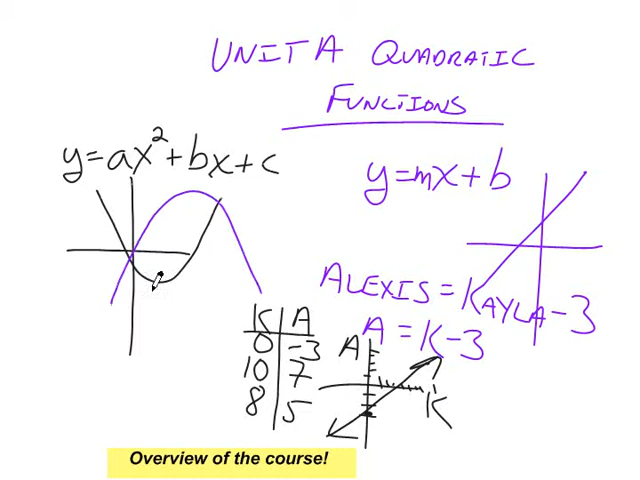 UNIT A QUADRATIC
FUNCTIONS
y=ax²+bx+c
y=mx+b
ALEXIS = KAYLA -3
A = K-3
K A
0 -3
10 7
8 5
A
K
Overview of the course!